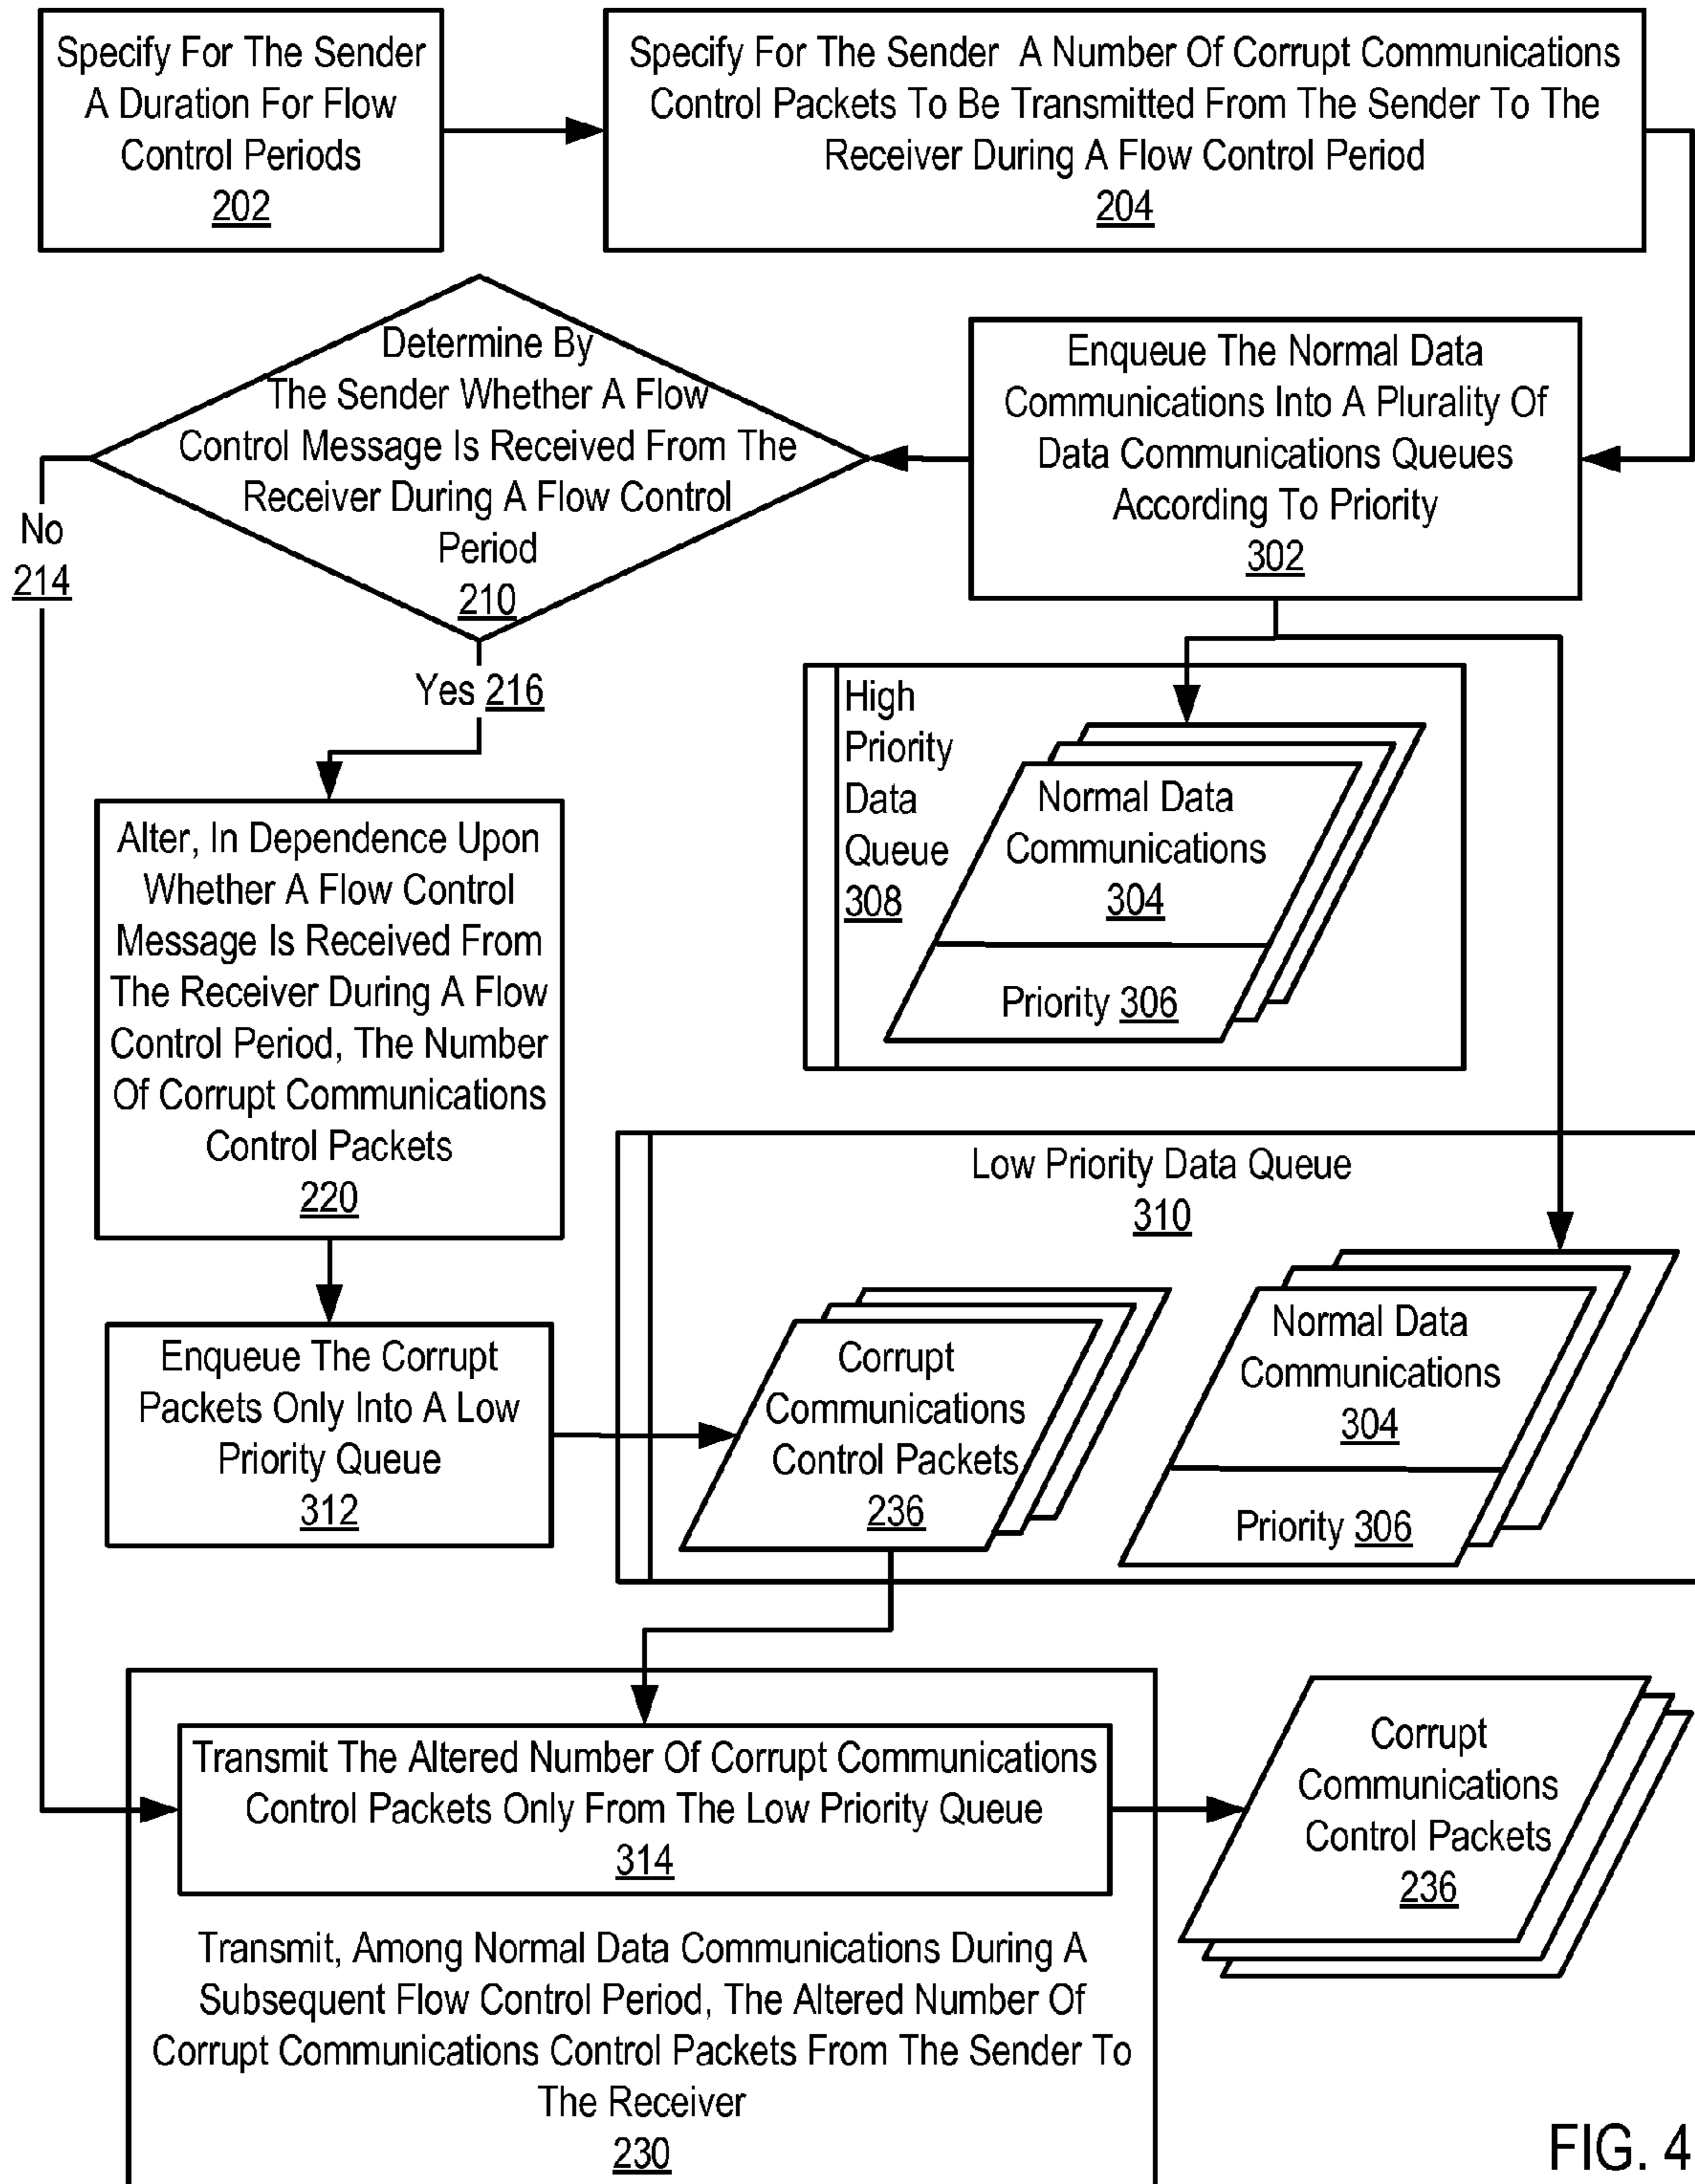 Specify For The Sender
A Duration For Flow
Control Periods
202
Specify For The Sender A Number Of Corrupt Communications
Control Packets To Be Transmitted From The Sender To The
Receiver During A Flow Control Period
204
Determine By
The Sender Whether A Flow
Control Message Is Received From The
Receiver During A Flow Control
Period
210
Enqueue The Normal Data
Communications Into A Plurality Of
Data Communications Queues
According To Priority
302
No
214
Yes 216
High
Priority
Data
Queue
308
Normal Data
Communications
304
Priority 306
Alter, In Dependence Upon
Whether A Flow Control
Message Is Received From
The Receiver During A Flow
Control Period, The Number
Of Corrupt Communications
Control Packets
220
Low Priority Data Queue
310
Enqueue The Corrupt
Packets Only Into A Low
Priority Queue
312
Corrupt
Communications
Control Packets
236
Normal Data
Communications
304
Priority 306
Transmit The Altered Number Of Corrupt Communications
Control Packets Only From The Low Priority Queue
314
Corrupt
Communications
Control Packets
236
Transmit, Among Normal Data Communications During A
Subsequent Flow Control Period, The Altered Number Of
Corrupt Communications Control Packets From The Sender To
The Receiver
230
FIG. 4